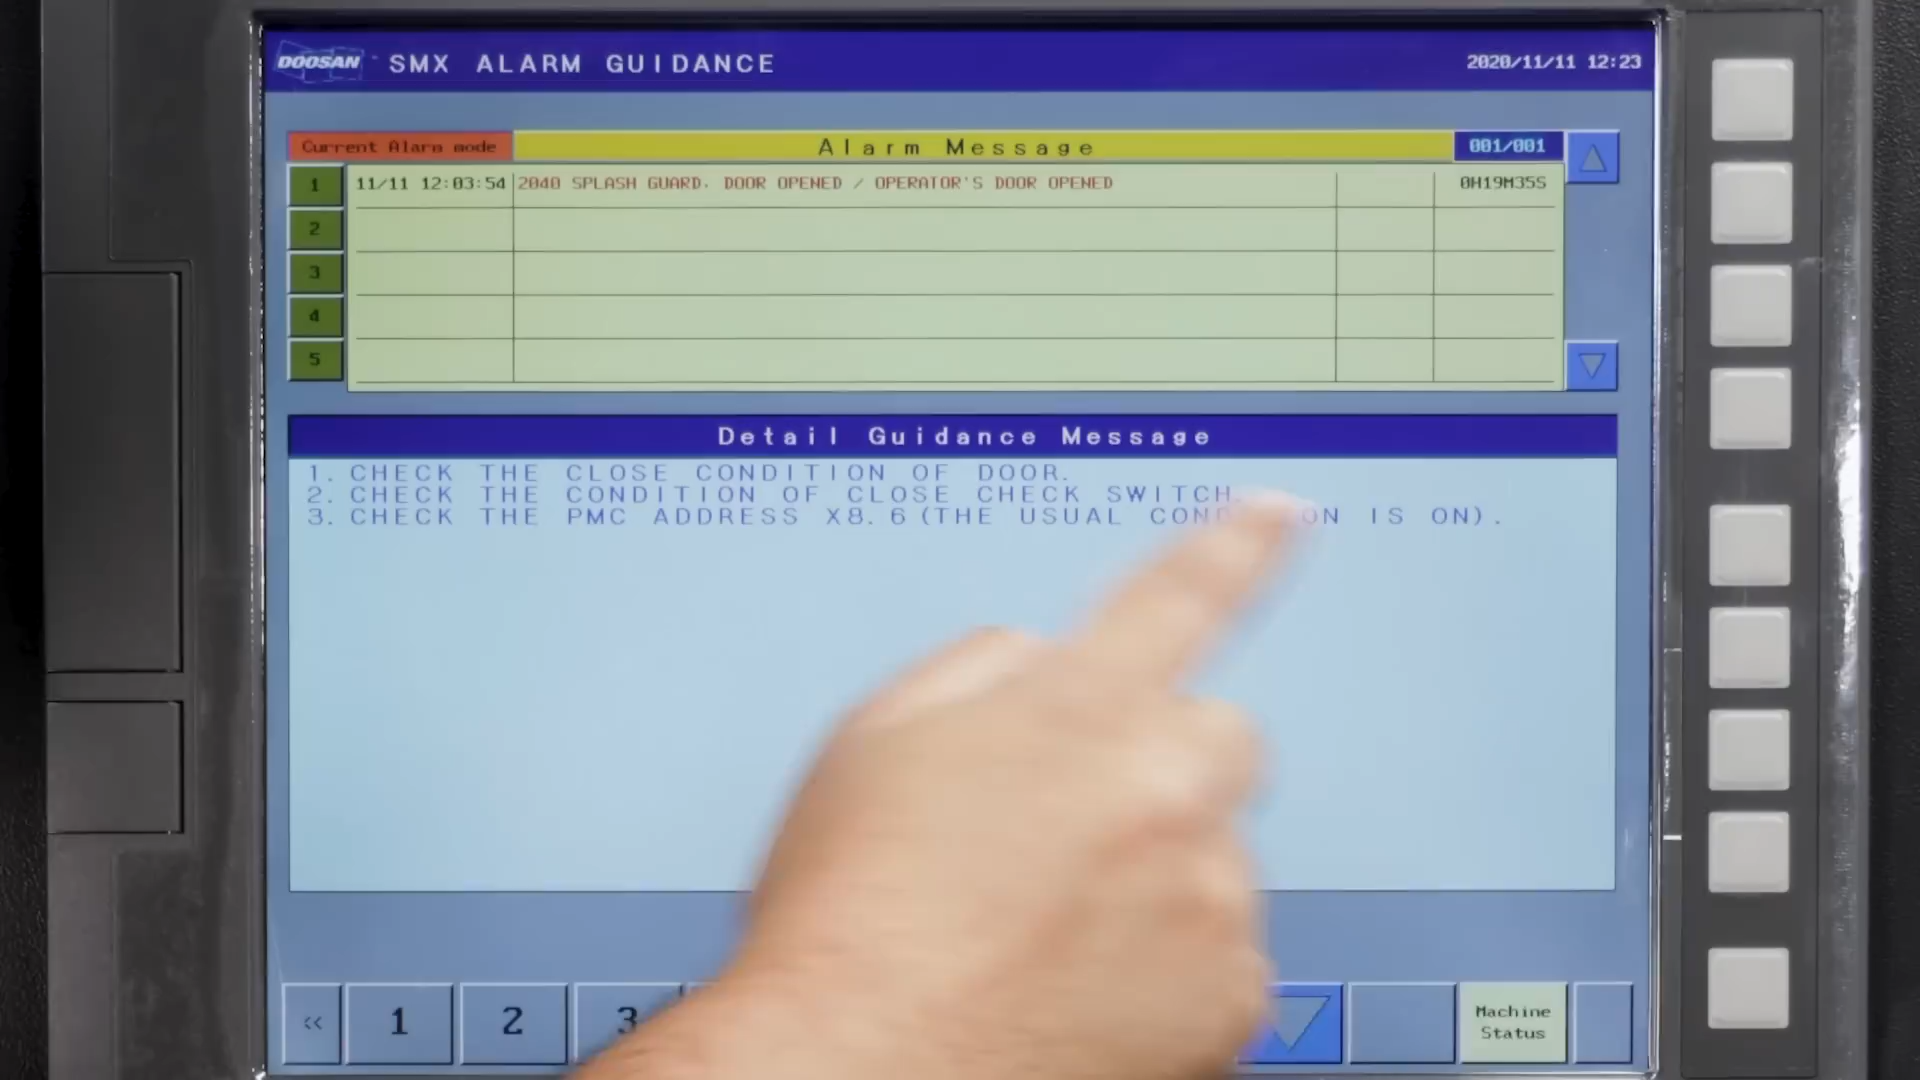 DOOSAN SMX ALARM GUIDANCE 2020/11/11 12:23
Current Alarm mode Alarm Message 001/001
1 11/11 12:03:54 2040 SPLASH GUARD. DOOR OPENED / OPERATOR'S DOOR OPENED 0H19M35S
2
3
4
5
Detail Guidance Message
1. CHECK THE CLOSE CONDITION OF DOOR.
2. CHECK THE CONDITION OF CLOSE CHECK SWITCH.
3. CHECK THE PMC ADDRESS X8.6(THE USUAL CONDITION IS ON).
<< 1 2 3 Machine
Status